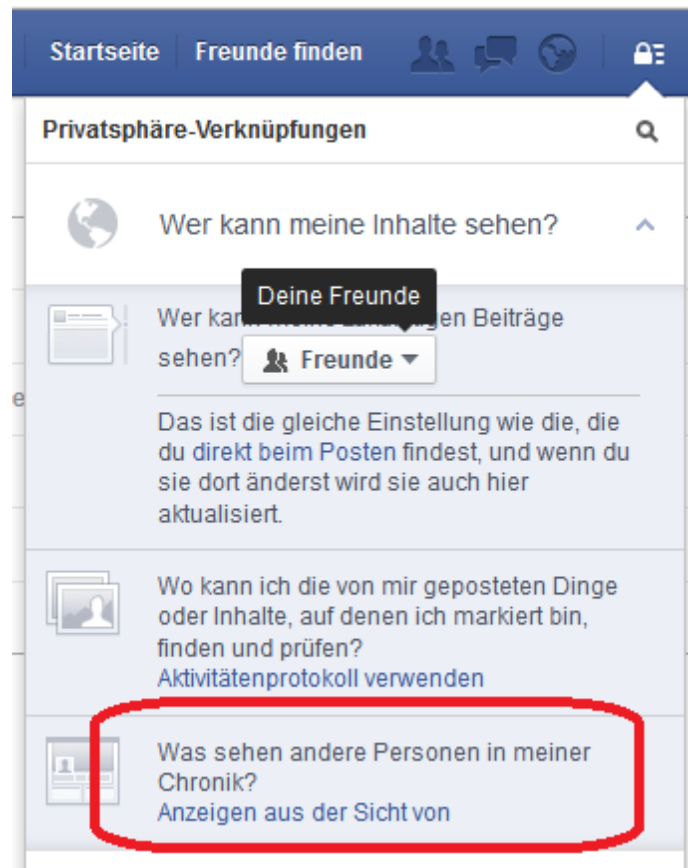 Startseite Freunde finden
Privatsphäre-Verknüpfungen
Wer kann meine Inhalte sehen?
Deine Freunde
Wer kann meine zukünftigen Beiträge
sehen? Freunde
Das ist die gleiche Einstellung wie die, die
du direkt beim Posten findest, und wenn du
sie dort änderst wird sie auch hier
aktualisiert.
Wo kann ich die von mir geposteten Dinge
oder Inhalte, auf denen ich markiert bin,
finden und prüfen?
Aktivitätenprotokoll verwenden
Was sehen andere Personen in meiner
Chronik?
Anzeigen aus der Sicht von